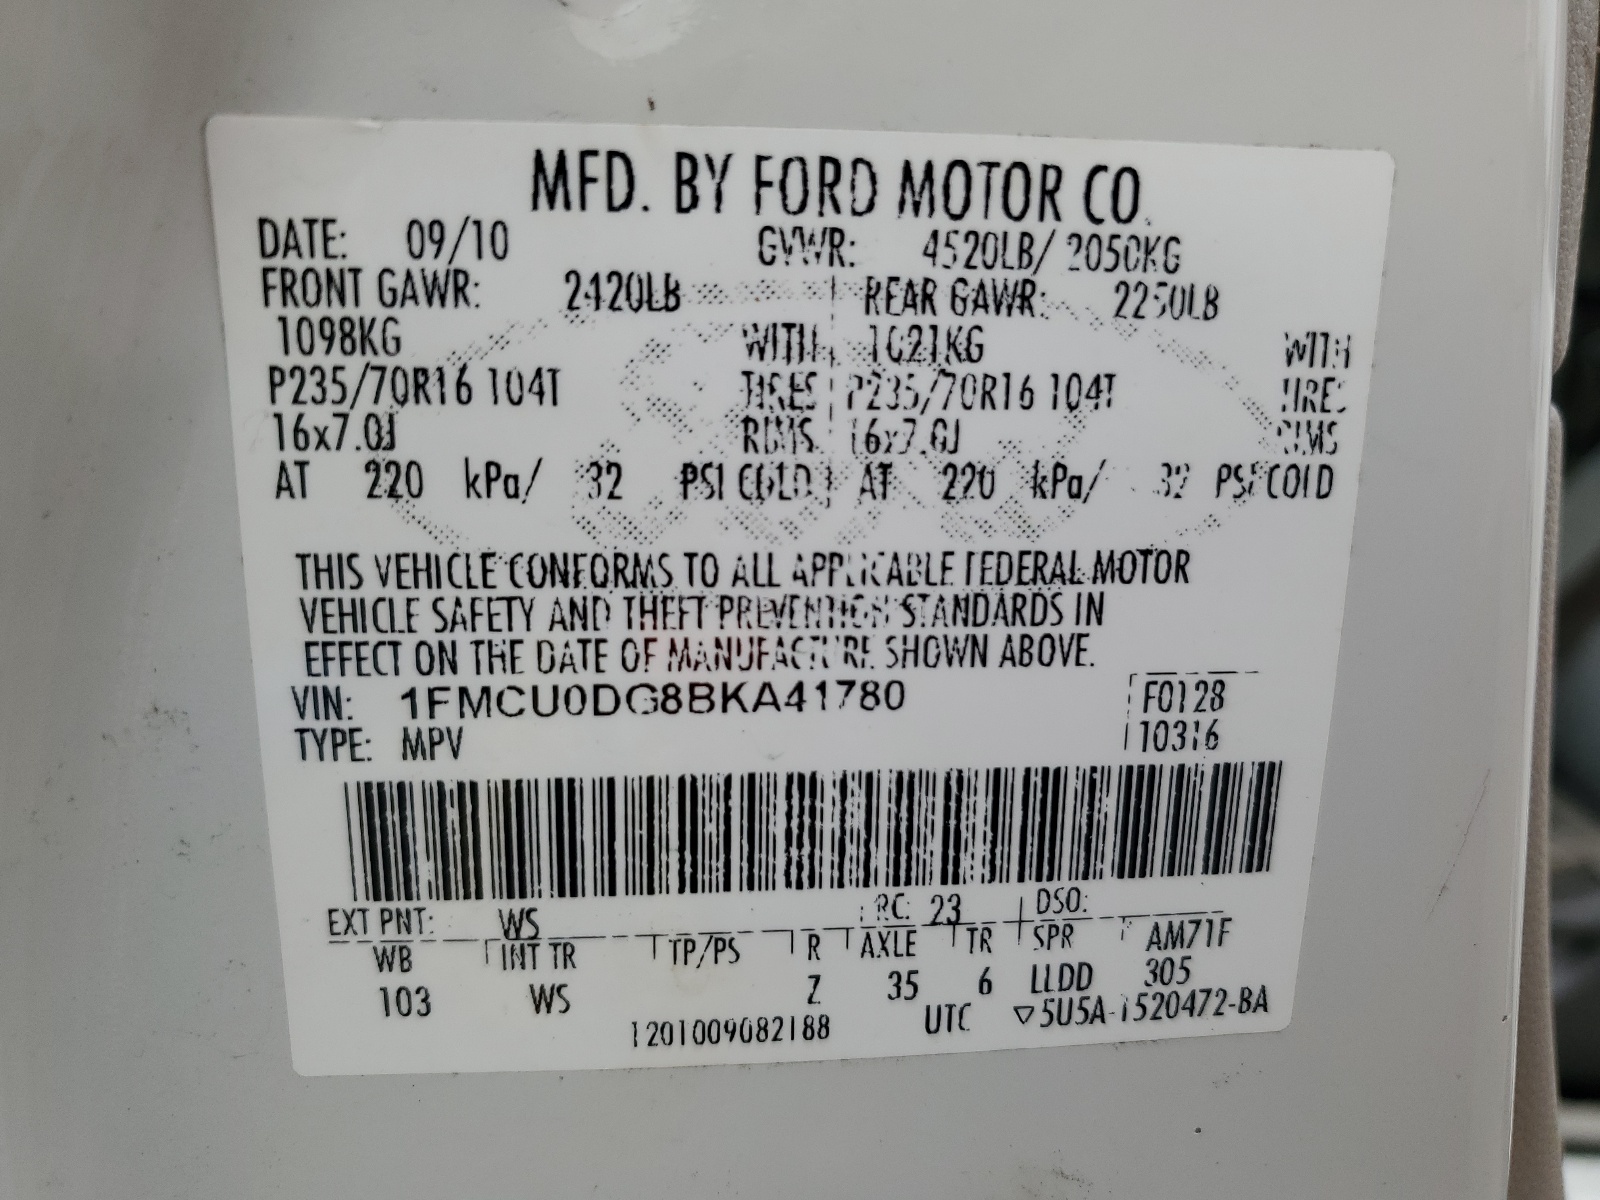 MFD. BY FORD MOTOR CO.
DATE: 09/10 GVWR: 4520LB/ 2050KG
FRONT GAWR: 2420LB REAR GAWR: 2250LB
1098KG WITH 1021KG WITH
P235/70R16 104T TIRES P235/70R16 104T TIRES
16x7.0J RIMS 16x7.0J RIMS
AT 220 kPa/ 32 PSI COLD AT 220 kPa/ 32 PSI COLD
THIS VEHICLE CONFORMS TO ALL APPLICABLE FEDERAL MOTOR
VEHICLE SAFETY AND THEFT PREVENTION STANDARDS IN
EFFECT ON THE DATE OF MANUFACTURE SHOWN ABOVE.
VIN: 1FMCU0DG8BKA41780 F0128
TYPE: MPV 10316
EXT PNT: WS RC: 23 DSO:
WB INT TR TP/PS R AXLE TR SPR AM71F
103 WS Z 35 6 LLDD 305
1201009082188 UTC ▽5U5A-1520472-BA